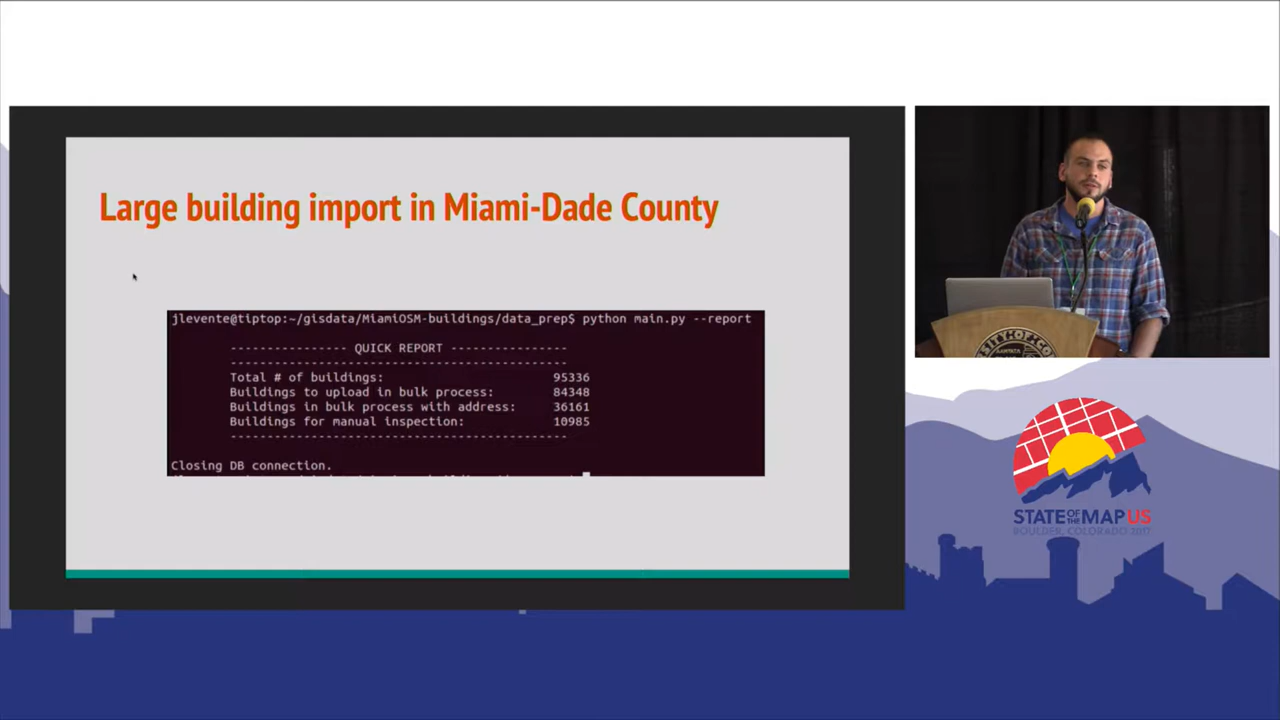 Large building import in Miami-Dade County
jlevente@tiptop:~/gisdata/MiamiOSM-buildings/data_prep$ python main.py --report
--------------- QUICK REPORT ---------------
--------------------------------------------
Total # of buildings: 95336
Buildings to upload in bulk process: 84348
Buildings in bulk process with address: 36161
Buildings for manual inspection: 10985
--------------------------------------------
Closing DB connection.
STATE OF THE MAP US
BOULDER, COLORADO 2017